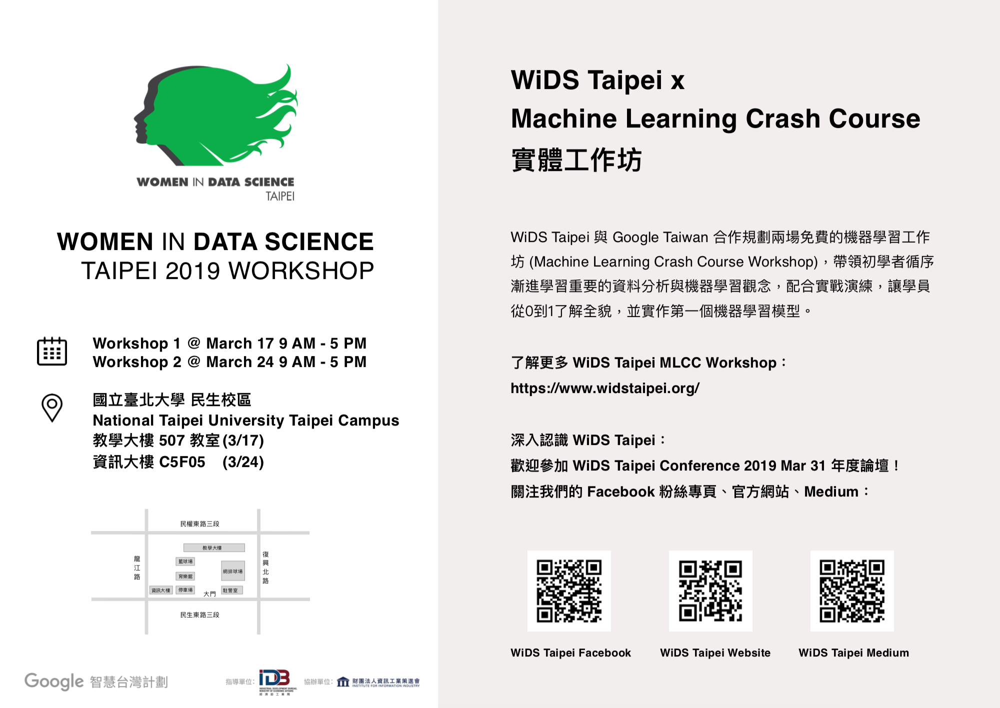 WOMEN IN DATA SCIENCE
TAIPEI
WOMEN IN DATA SCIENCE
TAIPEI 2019 WORKSHOP
Workshop 1 @ March 17 9 AM - 5 PM
Workshop 2 @ March 24 9 AM - 5 PM
國立臺北大學 民生校區
National Taipei University Taipei Campus
教學大樓 507 教室 (3/17)
資訊大樓 C5F05 (3/24)
民權東路三段
教學大樓
龍江路
籃球場
復興北路
網排球場
育樂館
資訊大樓
停車場
大門
駐警室
民生東路三段
Google 智慧台灣計劃
指導單位：
IDB
INDUSTRIAL DEVELOPMENT BUREAU,
MINISTRY OF ECONOMIC AFFAIRS
經濟部工業局
協辦單位：
財團法人資訊工業策進會
INSTITUTE FOR INFORMATION INDUSTRY
WiDS Taipei x
Machine Learning Crash Course
實體工作坊
WiDS Taipei 與 Google Taiwan 合作規劃兩場免費的機器學習工作
坊 (Machine Learning Crash Course Workshop)，帶領初學者循序
漸進學習重要的資料分析與機器學習觀念，配合實戰演練，讓學員
從0到1了解全貌，並實作第一個機器學習模型。
了解更多 WiDS Taipei MLCC Workshop：
https://www.widstaipei.org/
深入認識 WiDS Taipei：
歡迎參加 WiDS Taipei Conference 2019 Mar 31 年度論壇！
關注我們的 Facebook 粉絲專頁、官方網站、Medium：
WiDS Taipei Facebook
WiDS Taipei Website
WiDS Taipei Medium